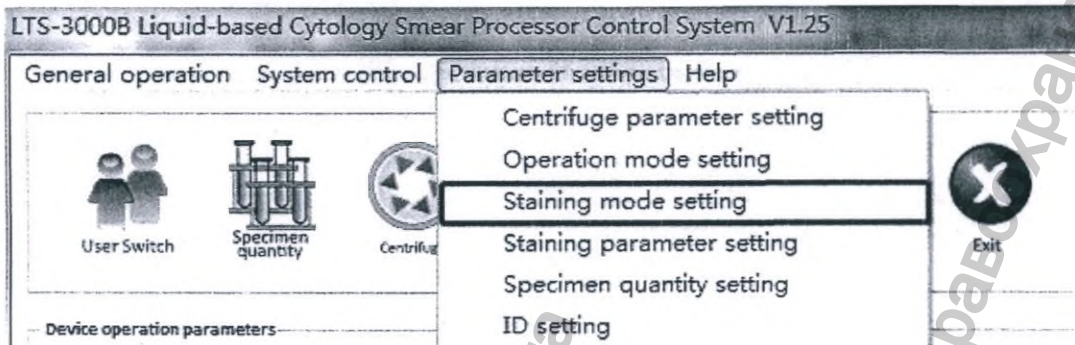 LTS-3000B Liquid-based Cytology Smear Processor Control System V1.25
General operation System control Parameter settings Help
Centrifuge parameter setting
Operation mode setting
Staining mode setting
Staining parameter setting
Specimen quantity setting
ID setting
User Switch
Specimen
quantity
Exit
Device operation parameters